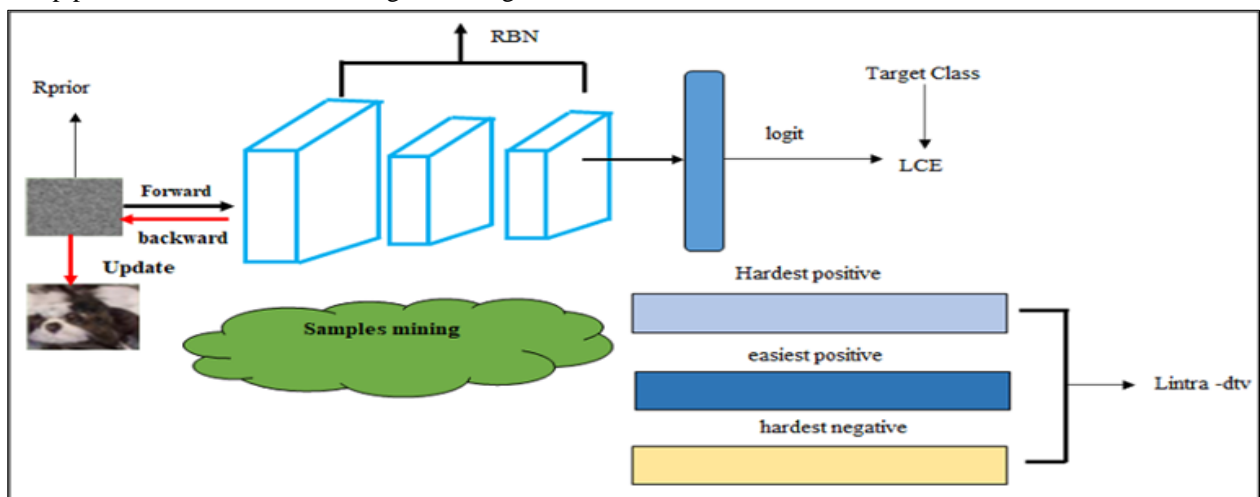 RBN
Rprior
Target Class
logit
LCE
Forward
backward
Update
Hardest positive
Samples mining
easiest positive
Lintra -dtv
hardest negative